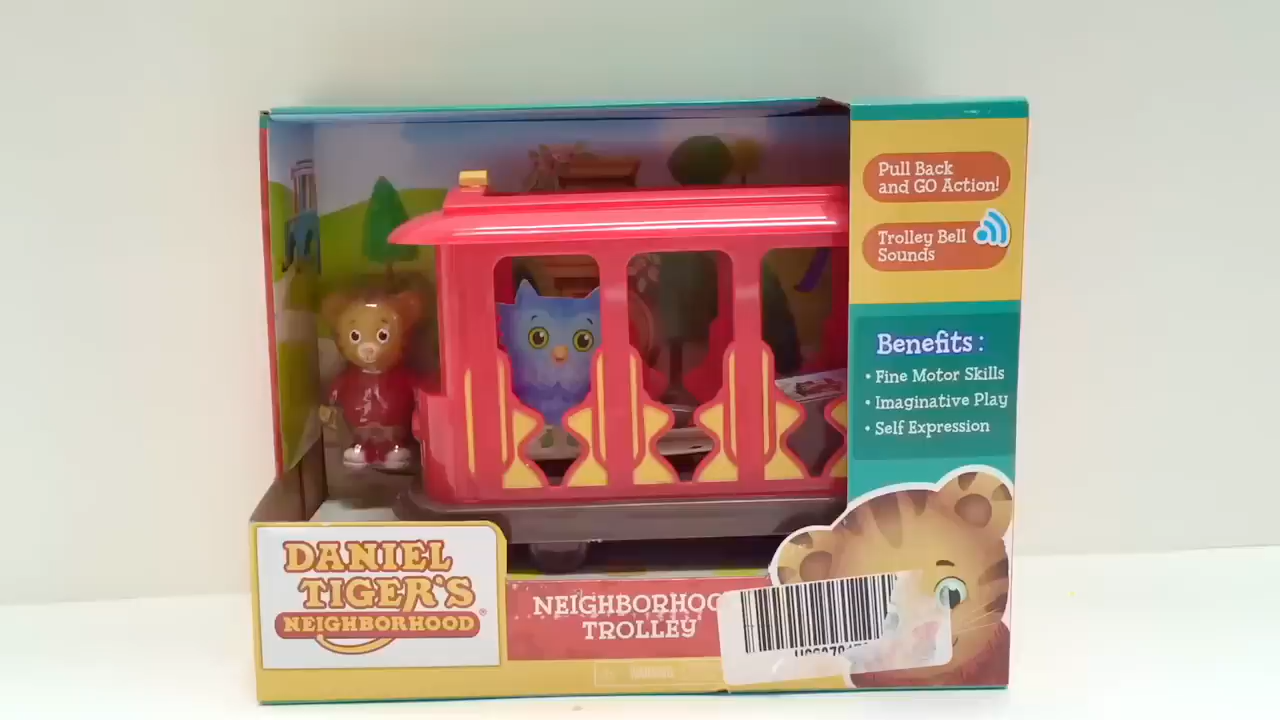 Pull Back
and GO Action!
Trolley Bell
Sounds
Benefits:
• Fine Motor Skills
• Imaginative Play
• Self Expression
DANIEL
TIGER'S
NEIGHBORHOOD®
TROLLEY